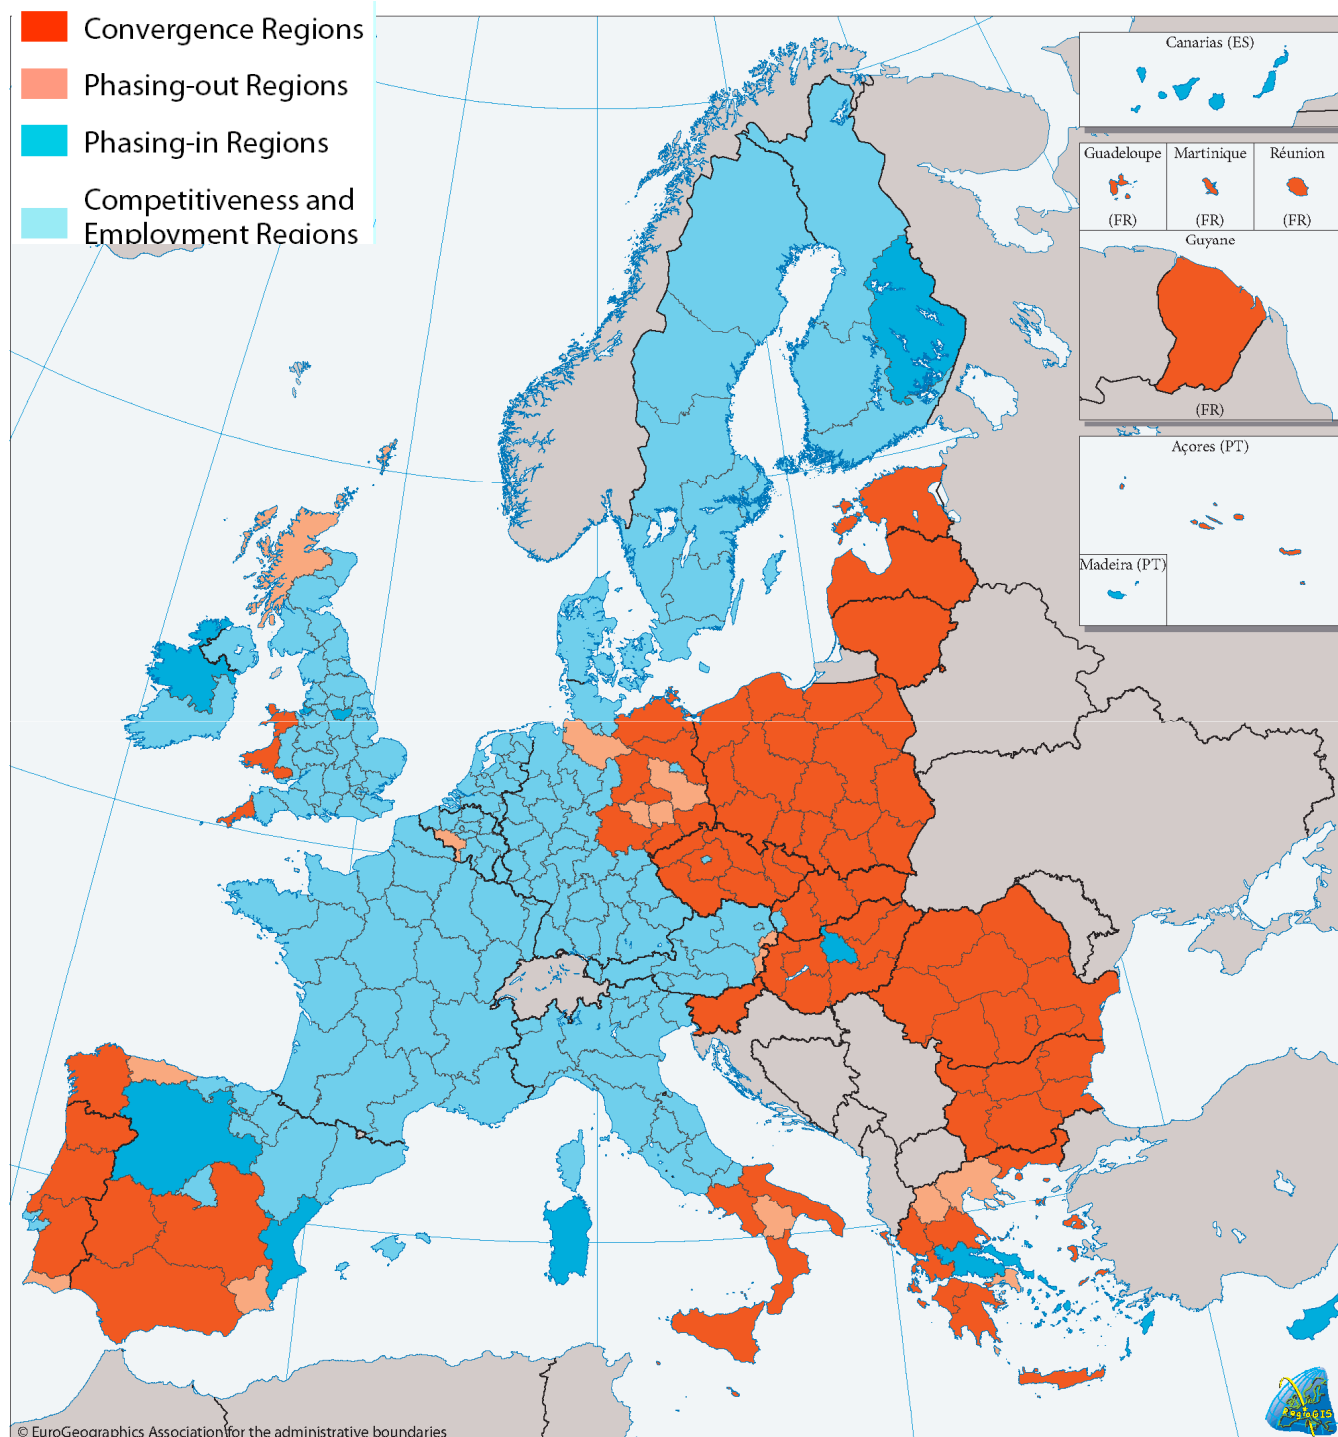 Convergence Regions
Phasing-out Regions
Phasing-in Regions
Competitiveness and
Employment Regions
Canarias (ES)
Guadeloupe
Martinique
Réunion
(FR)
(FR)
(FR)
Guyane
(FR)
Açores (PT)
Madeira (PT)
RegioGIS
© EuroGeographics Association for the administrative boundaries